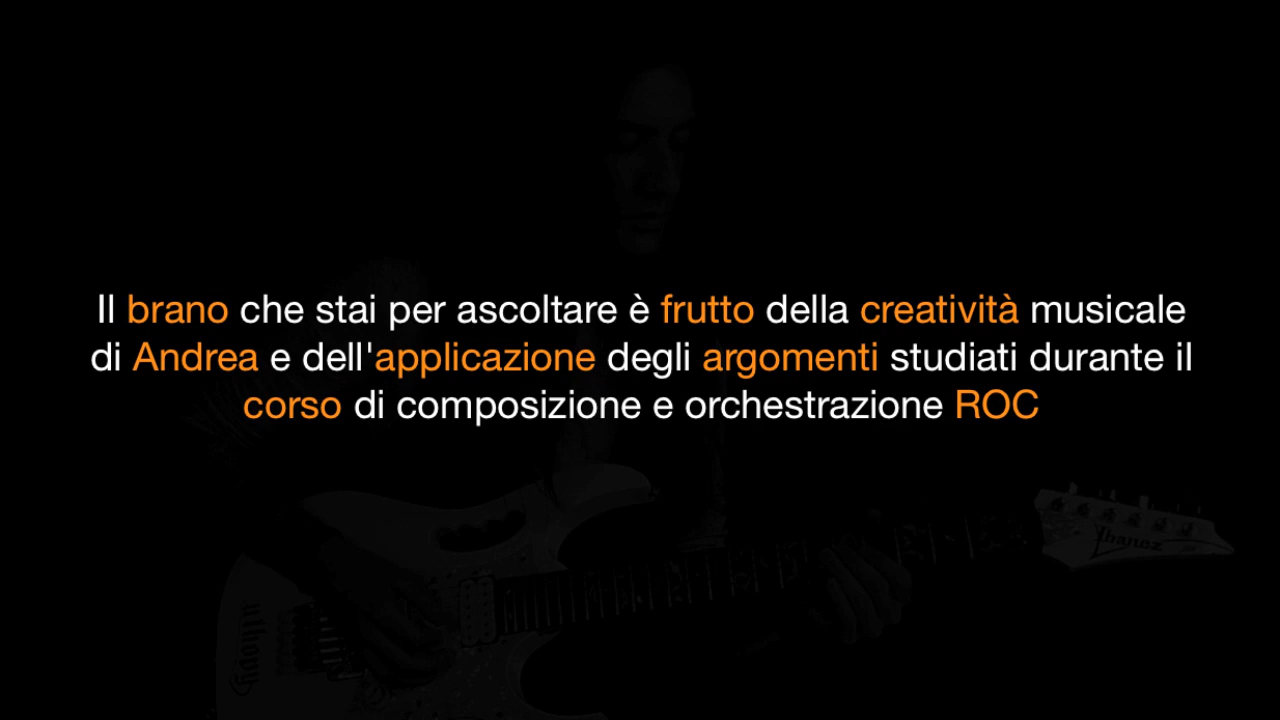 Il brano che stai per ascoltare è frutto della creatività musicale
di Andrea e dell'applicazione degli argomenti studiati durante il
corso di composizione e orchestrazione ROC
Ibanez